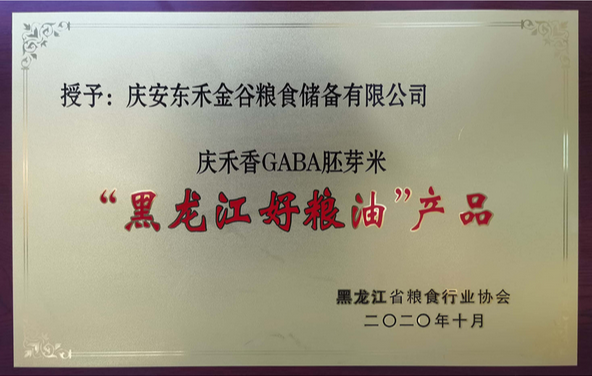 授予：庆安东禾金谷粮食储备有限公司
庆禾香GABA胚芽米
“黑龙江好粮油”产品
黑龙江省粮食行业协会
二〇二〇年十月